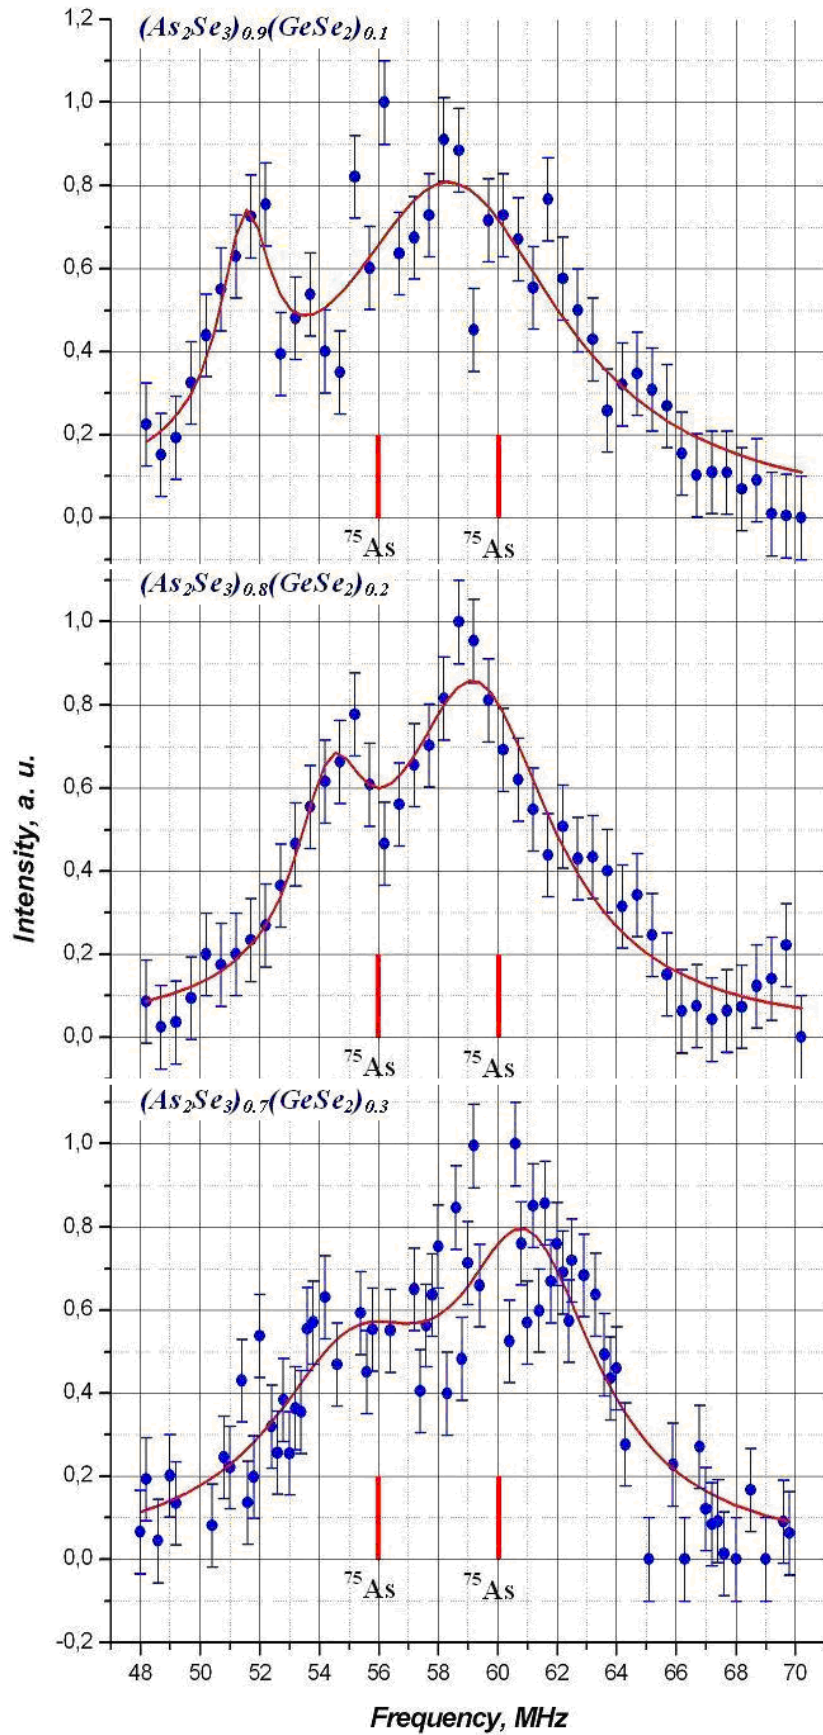 (As₂Se₃)₀.₉(GeSe₂)₀.₁
1,2
1,0
0,8
0,6
0,4
0,2
0,0
⁷⁵As ⁷⁵As
(As₂Se₃)₀.₈(GeSe₂)₀.₂
1,0
0,8
0,6
0,4
0,2
0,0
⁷⁵As ⁷⁵As
Intensity, a. u.
(As₂Se₃)₀.₇(GeSe₂)₀.₃
1,0
0,8
0,6
0,4
0,2
0,0
⁷⁵As ⁷⁵As
-0,2
48 50 52 54 56 58 60 62 64 66 68 70
Frequency, MHz